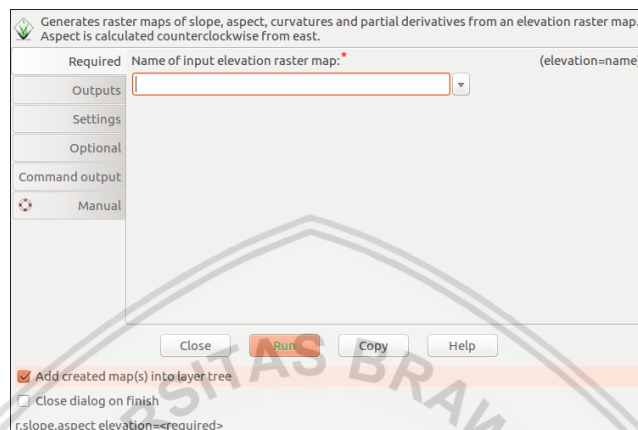 Generates raster maps of slope, aspect, curvatures and partial derivatives from an elevation raster map.
Aspect is calculated counterclockwise from east.
Required
Name of input elevation raster map:*
(elevation=name)
Outputs
Settings
Optional
Command output
Manual
Close
Run
Copy
Help
Add created map(s) into layer tree
Close dialog on finish
r.slope.aspect elevation=<required>
RSITAS BRAW